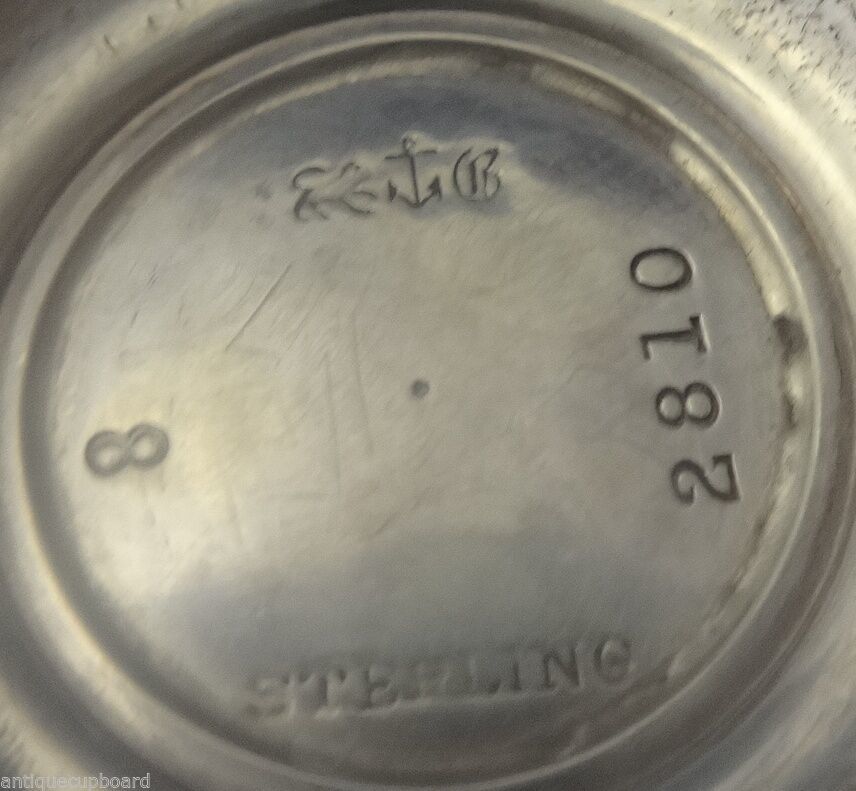 G
2810
8
STERLING
antiquecupboard